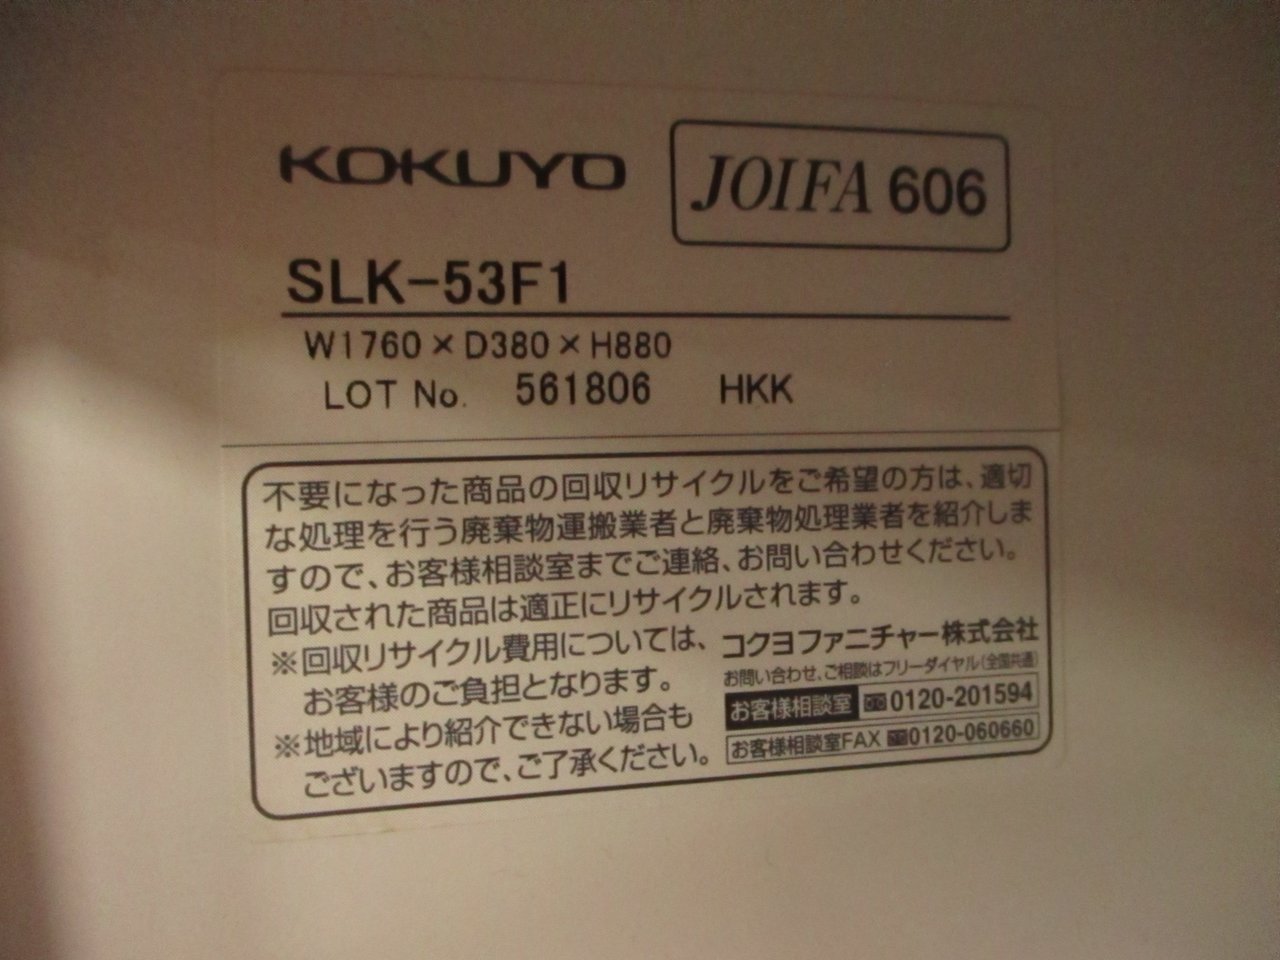 KOKUYO
JOIFA 606
SLK-53F1
W1760×D380×H880
LOT No. 561806 HKK
不要になった商品の回収リサイクルをご希望の方は、適切
な処理を行う廃棄物運搬業者と廃棄物処理業者を紹介しま
すので、お客様相談室までご連絡、お問い合わせください。
回収された商品は適正にリサイクルされます。
※回収リサイクル費用については、
お客様のご負担となります。
※地域により紹介できない場合も
ございますので、ご了承ください。
コクヨファニチャー株式会社
お問い合わせ、ご相談はフリーダイヤル(全国共通)
お客様相談室 0120-201594
お客様相談室FAX 0120-060660